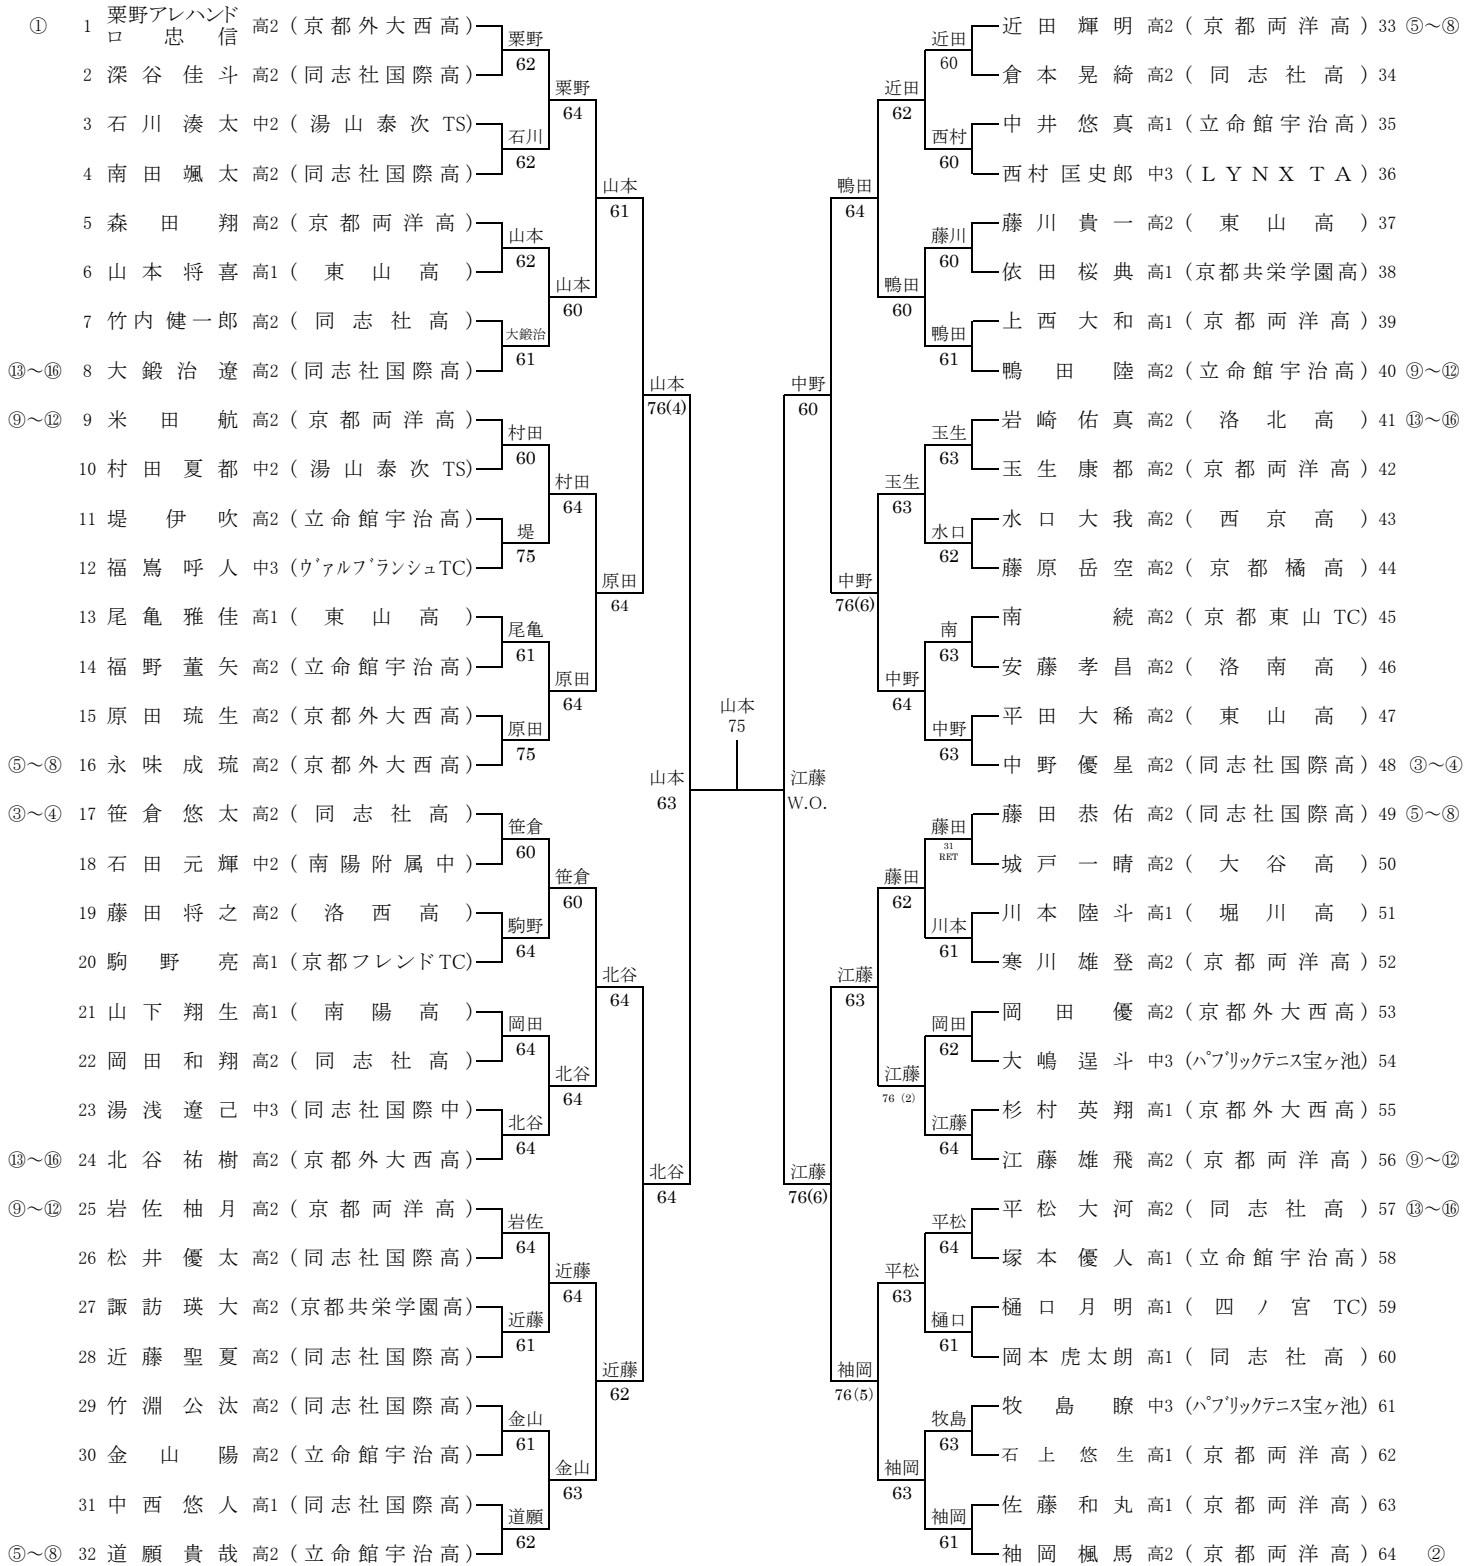 ① 1 粟野アレハンドロ 忠信 高2 (京都外大西高)
2 深谷佳斗 高2 (同志社国際高)
3 石川湊太 中2 (湯山泰次TS)
4 南田颯太 高2 (同志社国際高)
5 森田翔 高2 (京都両洋高)
6 山本将喜 高1 (東山高)
7 竹内健一郎 高2 (同志社高)
⑬～⑯ 8 大鍛治遼 高2 (同志社国際高)
⑨～⑫ 9 米田航 高2 (京都両洋高)
10 村田夏都 中2 (湯山泰次TS)
11 堤伊吹 高2 (立命館宇治高)
12 福嶌呼人 中3 (ヴァルブランシュTC)
13 尾亀雅佳 高1 (東山高)
14 福野董矢 高2 (立命館宇治高)
15 原田琉生 高2 (京都外大西高)
⑤～⑧ 16 永味成琉 高2 (京都外大西高)
③～④ 17 笹倉悠太 高2 (同志社高)
18 石田元輝 中2 (南陽附属中)
19 藤田将之 高2 (洛西高)
20 駒野亮 高1 (京都フレンドTC)
21 山下翔生 高1 (南陽高)
22 岡田和翔 高2 (同志社高)
23 湯浅遼己 中3 (同志社国際中)
⑬～⑯ 24 北谷祐樹 高2 (京都外大西高)
⑨～⑫ 25 岩佐柚月 高2 (京都両洋高)
26 松井優太 高2 (同志社国際高)
27 諏訪瑛大 高2 (京都共栄学園高)
28 近藤聖夏 高2 (同志社国際高)
29 竹淵公汰 高2 (同志社国際高)
30 金山陽 高2 (立命館宇治高)
31 中西悠人 高1 (同志社国際高)
⑤～⑧ 32 道願貴哉 高2 (立命館宇治高)
粟野
62
石川
62
山本
62
大鍛治
61
村田
60
堤
75
尾亀
61
原田
75
笹倉
60
駒野
64
岡田
64
北谷
64
岩佐
64
近藤
61
金山
61
道願
62
粟野
64
山本
60
村田
64
原田
64
笹倉
60
北谷
64
近藤
64
金山
63
山本
61
原田
64
北谷
64
近藤
62
山本
76(4)
北谷
64
山本
63
山本
75
江藤
W.O.
中野
60
江藤
76(6)
鴨田
64
中野
76(6)
江藤
63
袖岡
76(5)
近田
62
鴨田
60
玉生
63
中野
64
藤田
62
江藤
76 (2)
平松
63
袖岡
63
近田
60
西村
60
藤川
60
鴨田
61
玉生
63
水口
62
南
63
中野
63
藤田
31
RET
川本
61
岡田
62
江藤
64
平松
64
樋口
61
牧島
63
袖岡
61
近田輝明 高2 (京都両洋高) 33 ⑤～⑧
倉本晃綺 高2 (同志社高) 34
中井悠真 高1 (立命館宇治高) 35
西村匡史郎 中3 (LYNX TA) 36
藤川貴一 高2 (東山高) 37
依田桜典 高1 (京都共栄学園高) 38
上西大和 高1 (京都両洋高) 39
鴨田陸 高2 (立命館宇治高) 40 ⑨～⑫
岩崎佑真 高2 (洛北高) 41 ⑬～⑯
玉生康都 高2 (京都両洋高) 42
水口大我 高2 (西京高) 43
藤原岳空 高2 (京都橘高) 44
南続 高2 (京都東山TC) 45
安藤孝昌 高2 (洛南高) 46
平田大稀 高2 (東山高) 47
中野優星 高2 (同志社国際高) 48 ③～④
藤田恭佑 高2 (同志社国際高) 49 ⑤～⑧
城戸一晴 高2 (大谷高) 50
川本陸斗 高1 (堀川高) 51
寒川雄登 高2 (京都両洋高) 52
岡田優 高2 (京都外大西高) 53
大嶋逞斗 中3 (パブリックテニス宝ヶ池) 54
杉村英翔 高1 (京都外大西高) 55
江藤雄飛 高2 (京都両洋高) 56 ⑨～⑫
平松大河 高2 (同志社高) 57 ⑬～⑯
塚本優人 高1 (立命館宇治高) 58
樋口月明 高1 (四ノ宮TC) 59
岡本虎太朗 高1 (同志社高) 60
牧島瞭 中3 (パブリックテニス宝ヶ池) 61
石上悠生 高1 (京都両洋高) 62
佐藤和丸 高1 (京都両洋高) 63
袖岡楓馬 高2 (京都両洋高) 64 ②